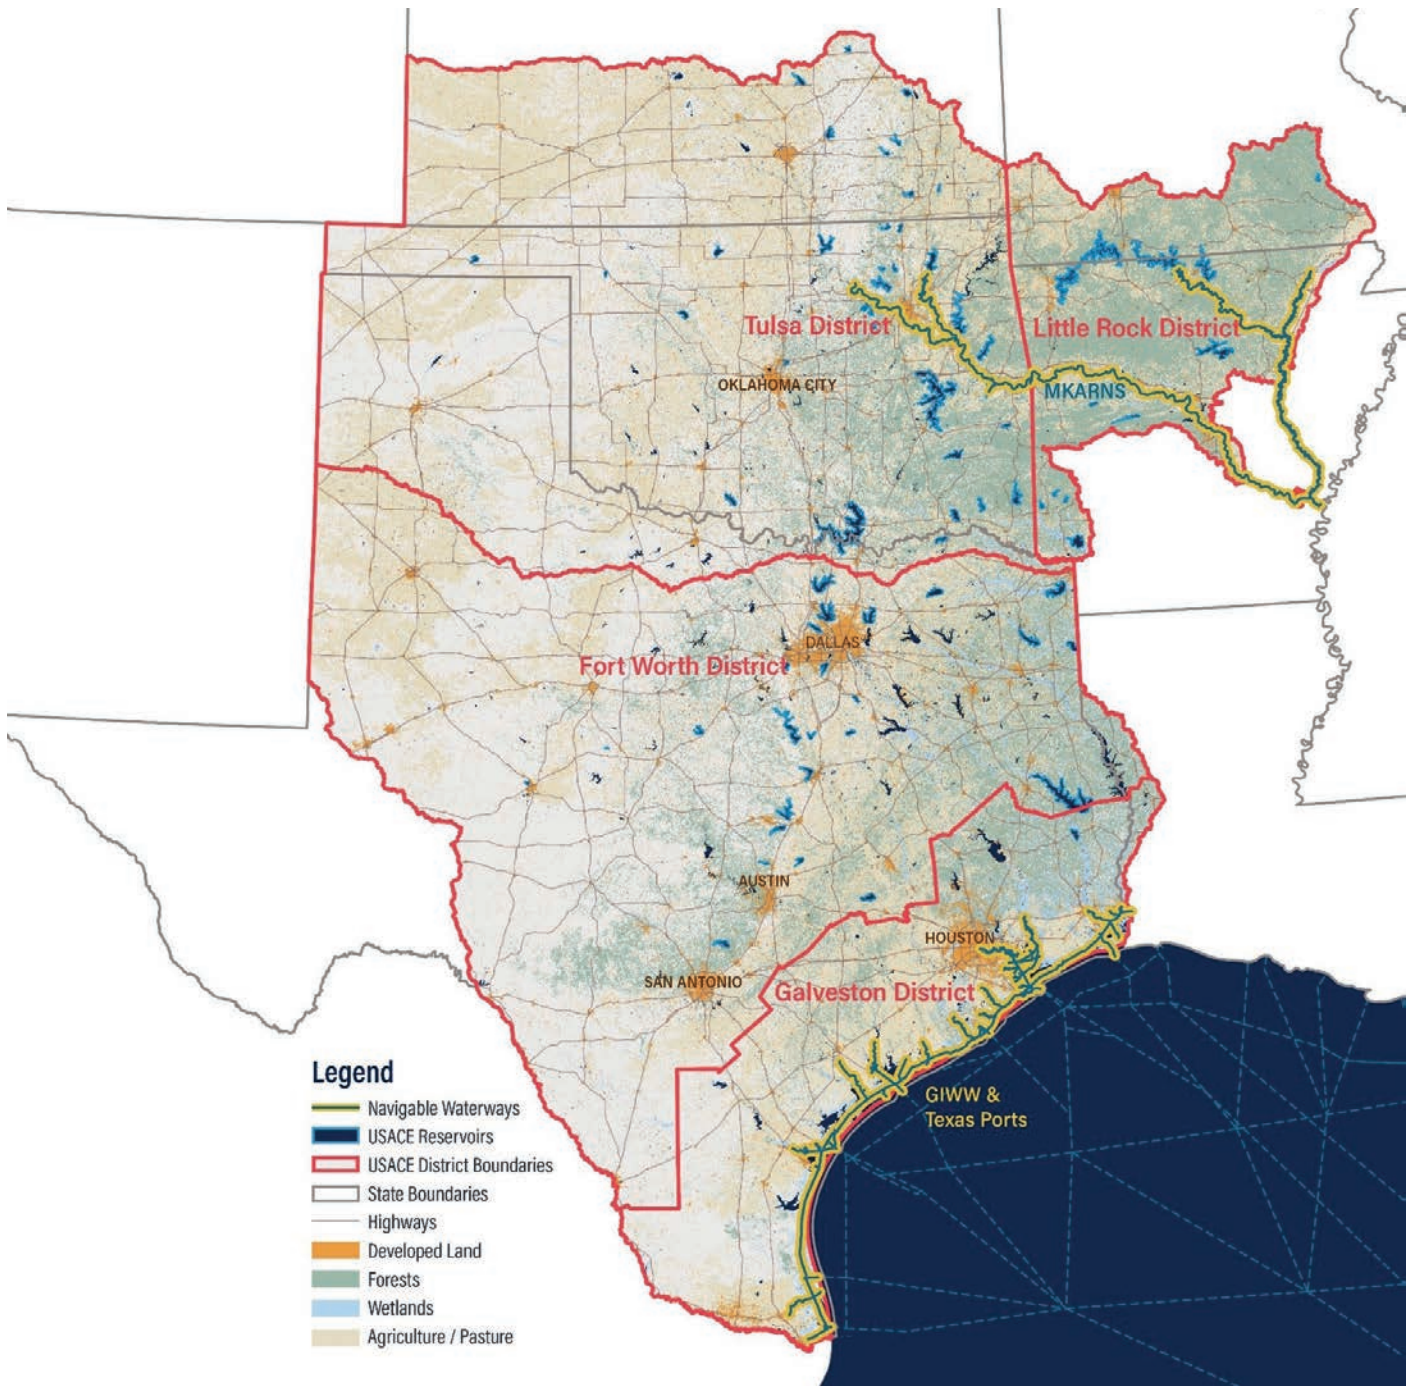 Tulsa District
Little Rock District
OKLAHOMA CITY
MKARNS
DALLAS
Fort Worth District
AUSTIN
HOUSTON
SAN ANTONIO
Galveston District
GIWW &
Texas Ports
Legend
Navigable Waterways
USACE Reservoirs
USACE District Boundaries
State Boundaries
Highways
Developed Land
Forests
Wetlands
Agriculture / Pasture